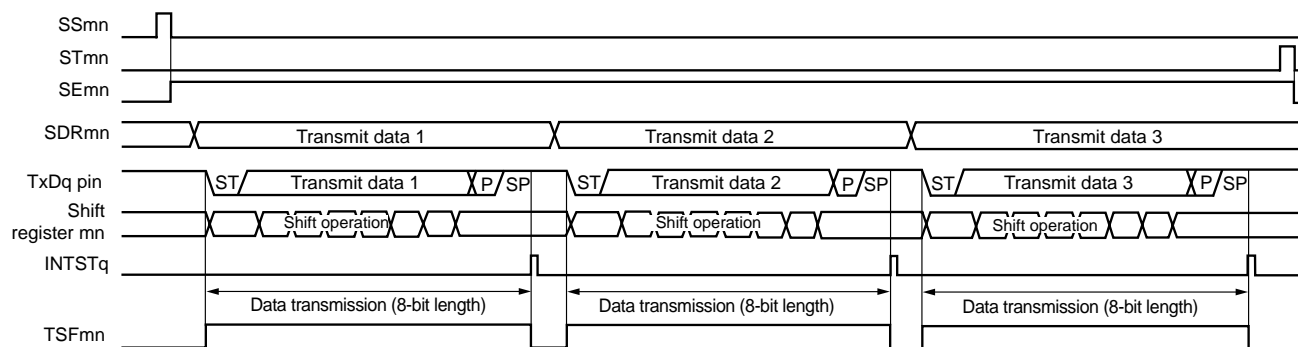 SSmn
STmn
SEmn
SDRmn Transmit data 1 Transmit data 2 Transmit data 3
TxDq pin ST Transmit data 1 P SP ST Transmit data 2 P SP ST Transmit data 3 P SP
Shift
register mn Shift operation Shift operation Shift operation
INTSTq
Data transmission (8-bit length) Data transmission (8-bit length) Data transmission (8-bit length)
TSFmn